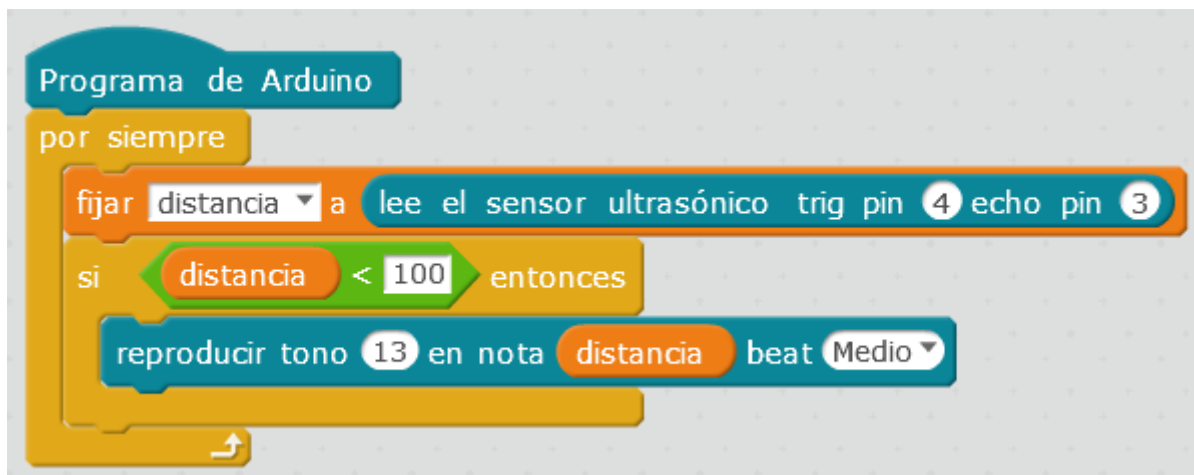 Programa de Arduino
por siempre
fijar distancia a lee el sensor ultrasónico trig pin 4 echo pin 3
si distancia < 100 entonces
reproducir tono 13 en nota distancia beat Medio